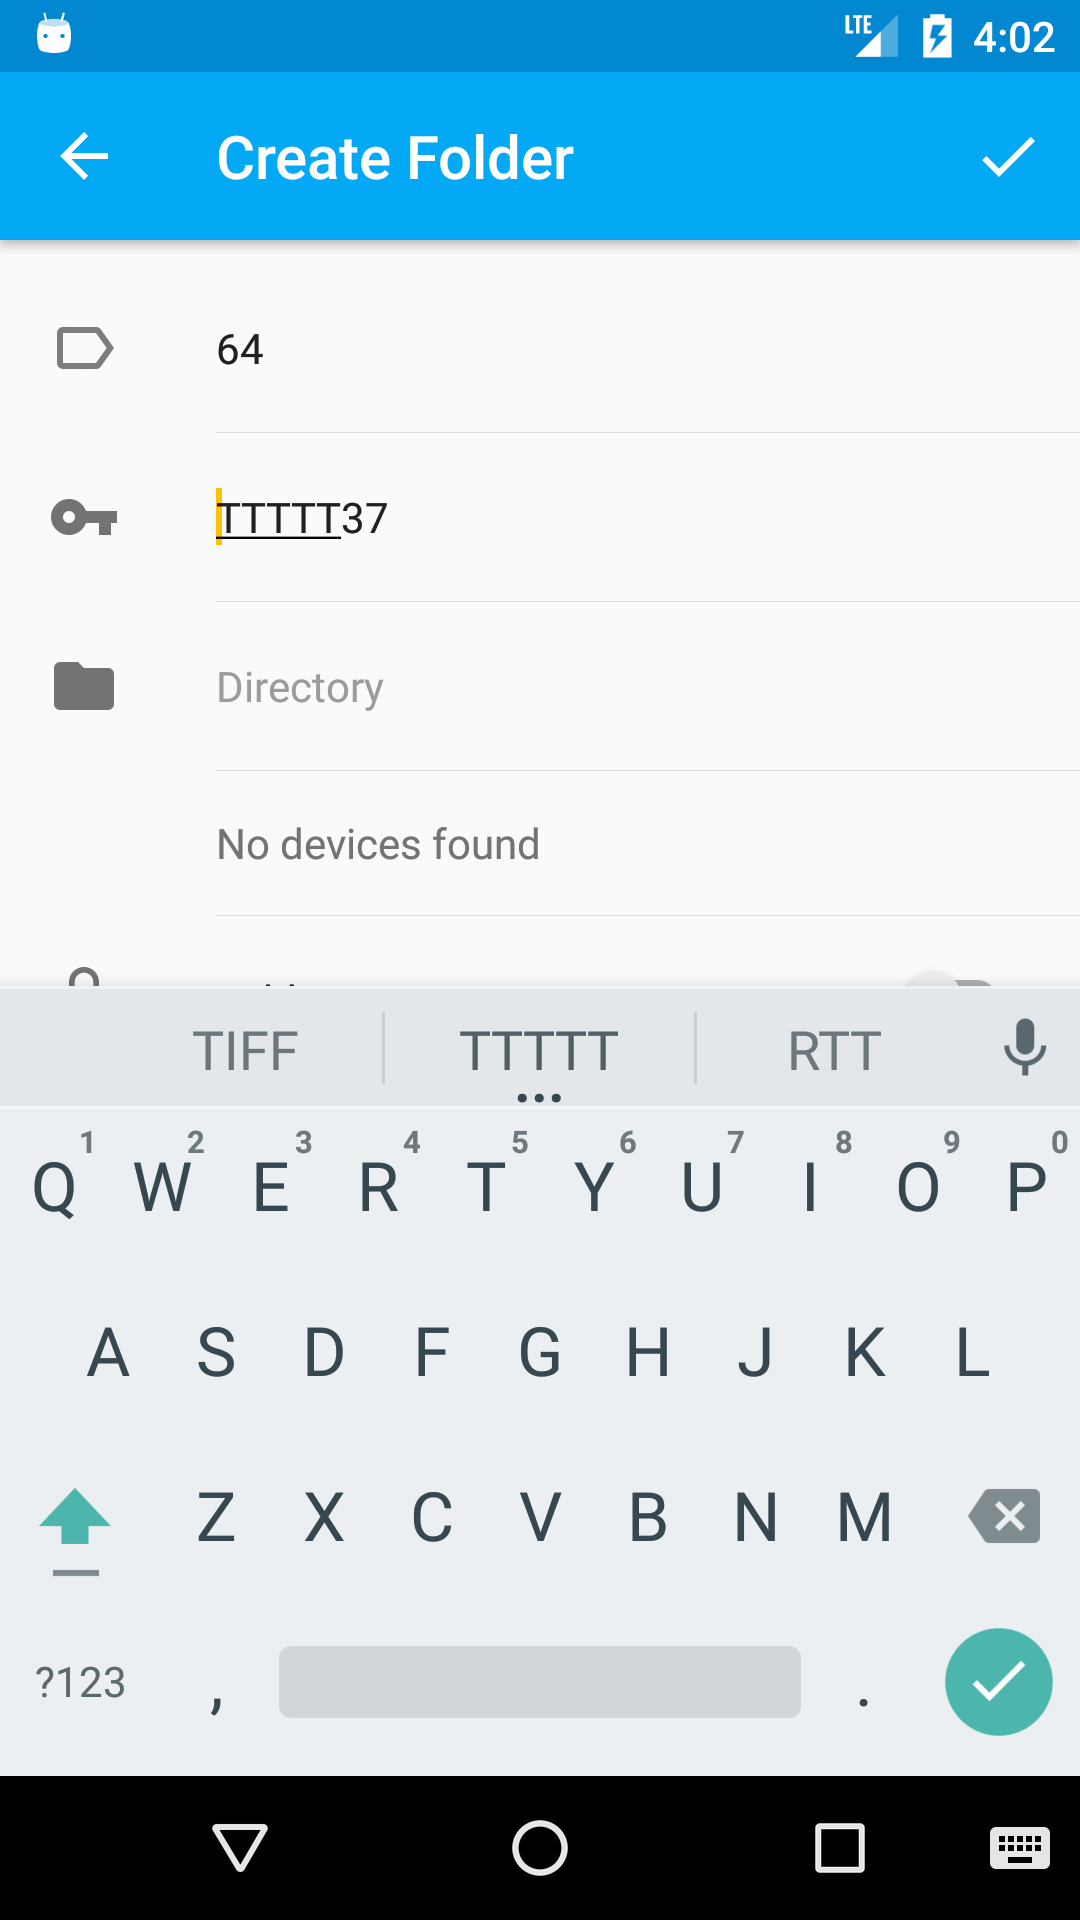 LTE 4:02
Create Folder
64
TTTTT37
Directory
No devices found
TIFF TTTTT RTT
1 2 3 4 5 6 7 8 9 0
Q W E R T Y U I O P
A S D F G H J K L
Z X C V B N M
?123 , .